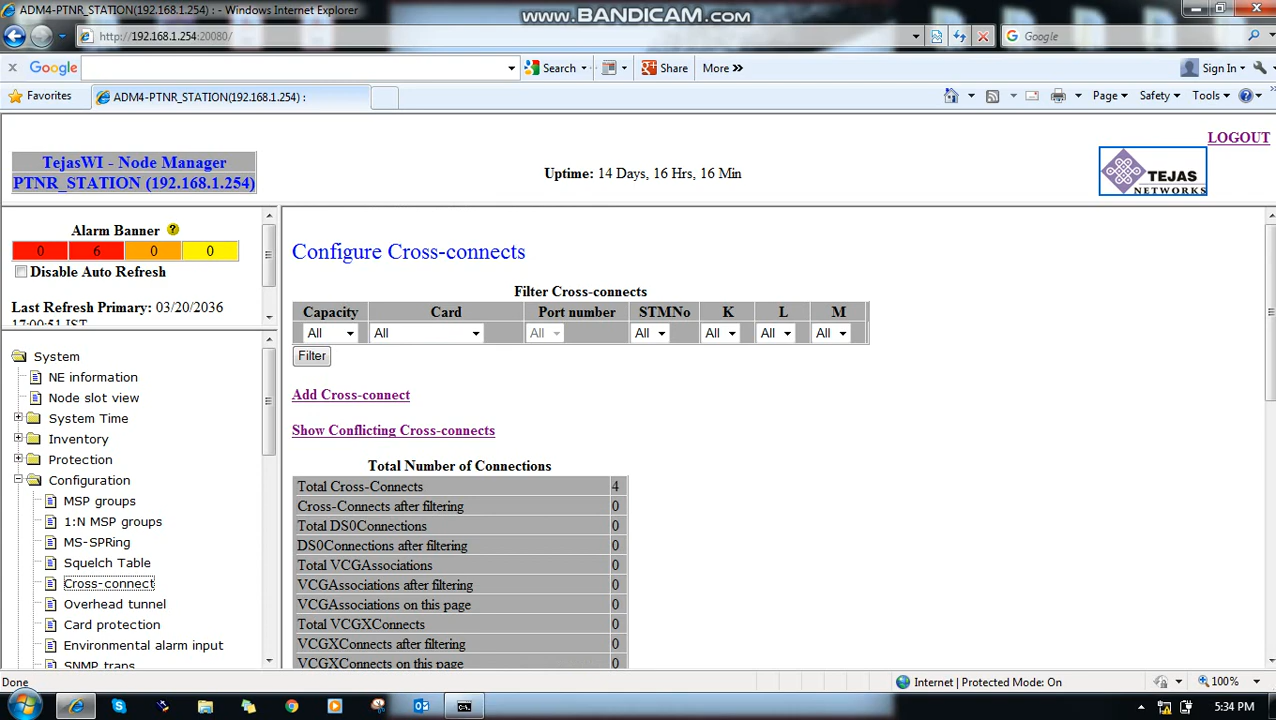 ADM4-PTNR_STATION(192.168.1.254) : - Windows Internet Explorer
www.BANDICAM.com
http://192.168.1.254:20080/
Google
x Google Search Share More »
Sign In
Favorites
ADM4-PTNR_STATION(192.168.1.254) :
Page Safety Tools
TejasWI - Node Manager
PTNR_STATION (192.168.1.254)
Uptime: 14 Days, 16 Hrs, 16 Min
LOGOUT
TEJAS
NETWORKS
Alarm Banner ?
0 6 0 0
Disable Auto Refresh
Last Refresh Primary: 03/20/2036
17:00:51 IST
System
NE information
Node slot view
System Time
Inventory
Protection
Configuration
MSP groups
1:N MSP groups
MS-SPRing
Squelch Table
Cross-connect
Overhead tunnel
Card protection
Environmental alarm input
SNMP traps
Configure Cross-connects
Filter Cross-connects
Capacity Card Port number STMNo K L M
All All All All All All All
Filter
Add Cross-connect
Show Conflicting Cross-connects
Total Number of Connections
Total Cross-Connects 4
Cross-Connects after filtering 0
Total DS0Connections 0
DS0Connections after filtering 0
Total VCGAssociations 0
VCGAssociations after filtering 0
VCGAssociations on this page 0
Total VCGXConnects 0
VCGXConnects after filtering 0
VCGXConnects on this page 0
Done
Internet | Protected Mode: On
100%
5:34 PM